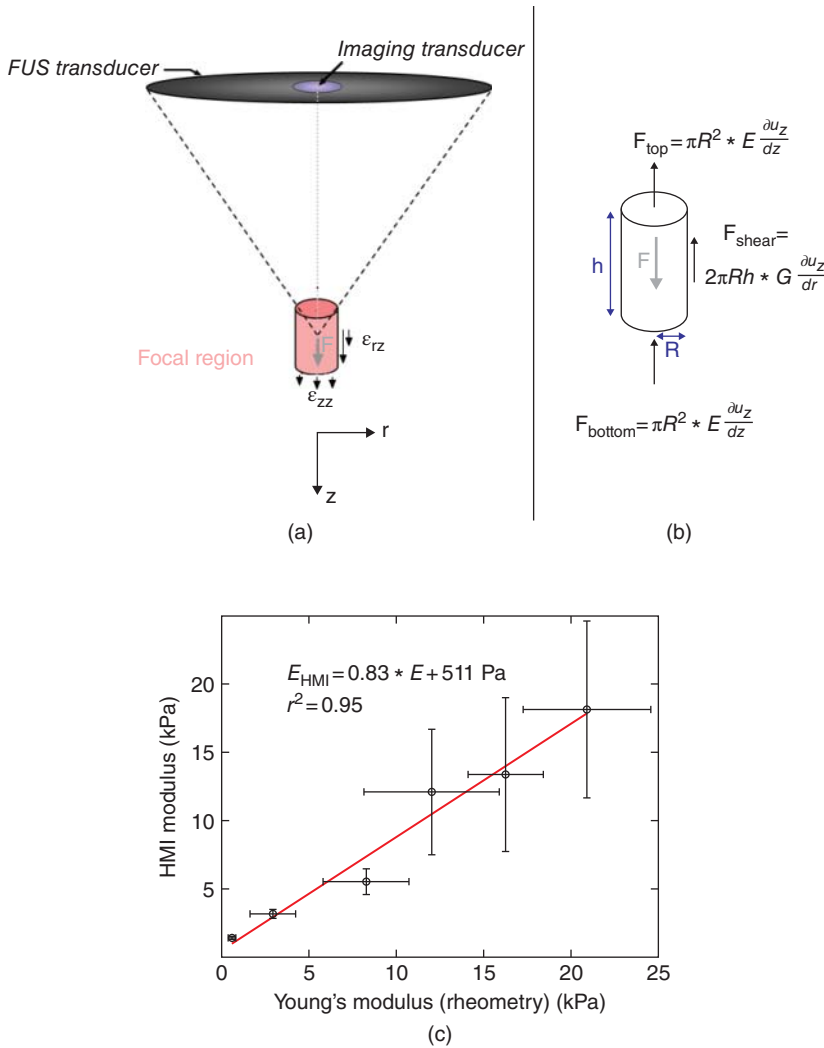 Imaging transducer
FUS transducer
F
ε_rz
Focal region
ε_zz
r
z
(a)
F_top = πR² * E ∂u_z/dz
h
F
F_shear =
2πRh * G ∂u_z/dr
R
F_bottom = πR² * E ∂u_z/dz
(b)
E_HMI = 0.83 * E + 511 Pa
r² = 0.95
HMI modulus (kPa)
20
15
10
5
0 5 10 15 20 25
Young's modulus (rheometry) (kPa)
(c)